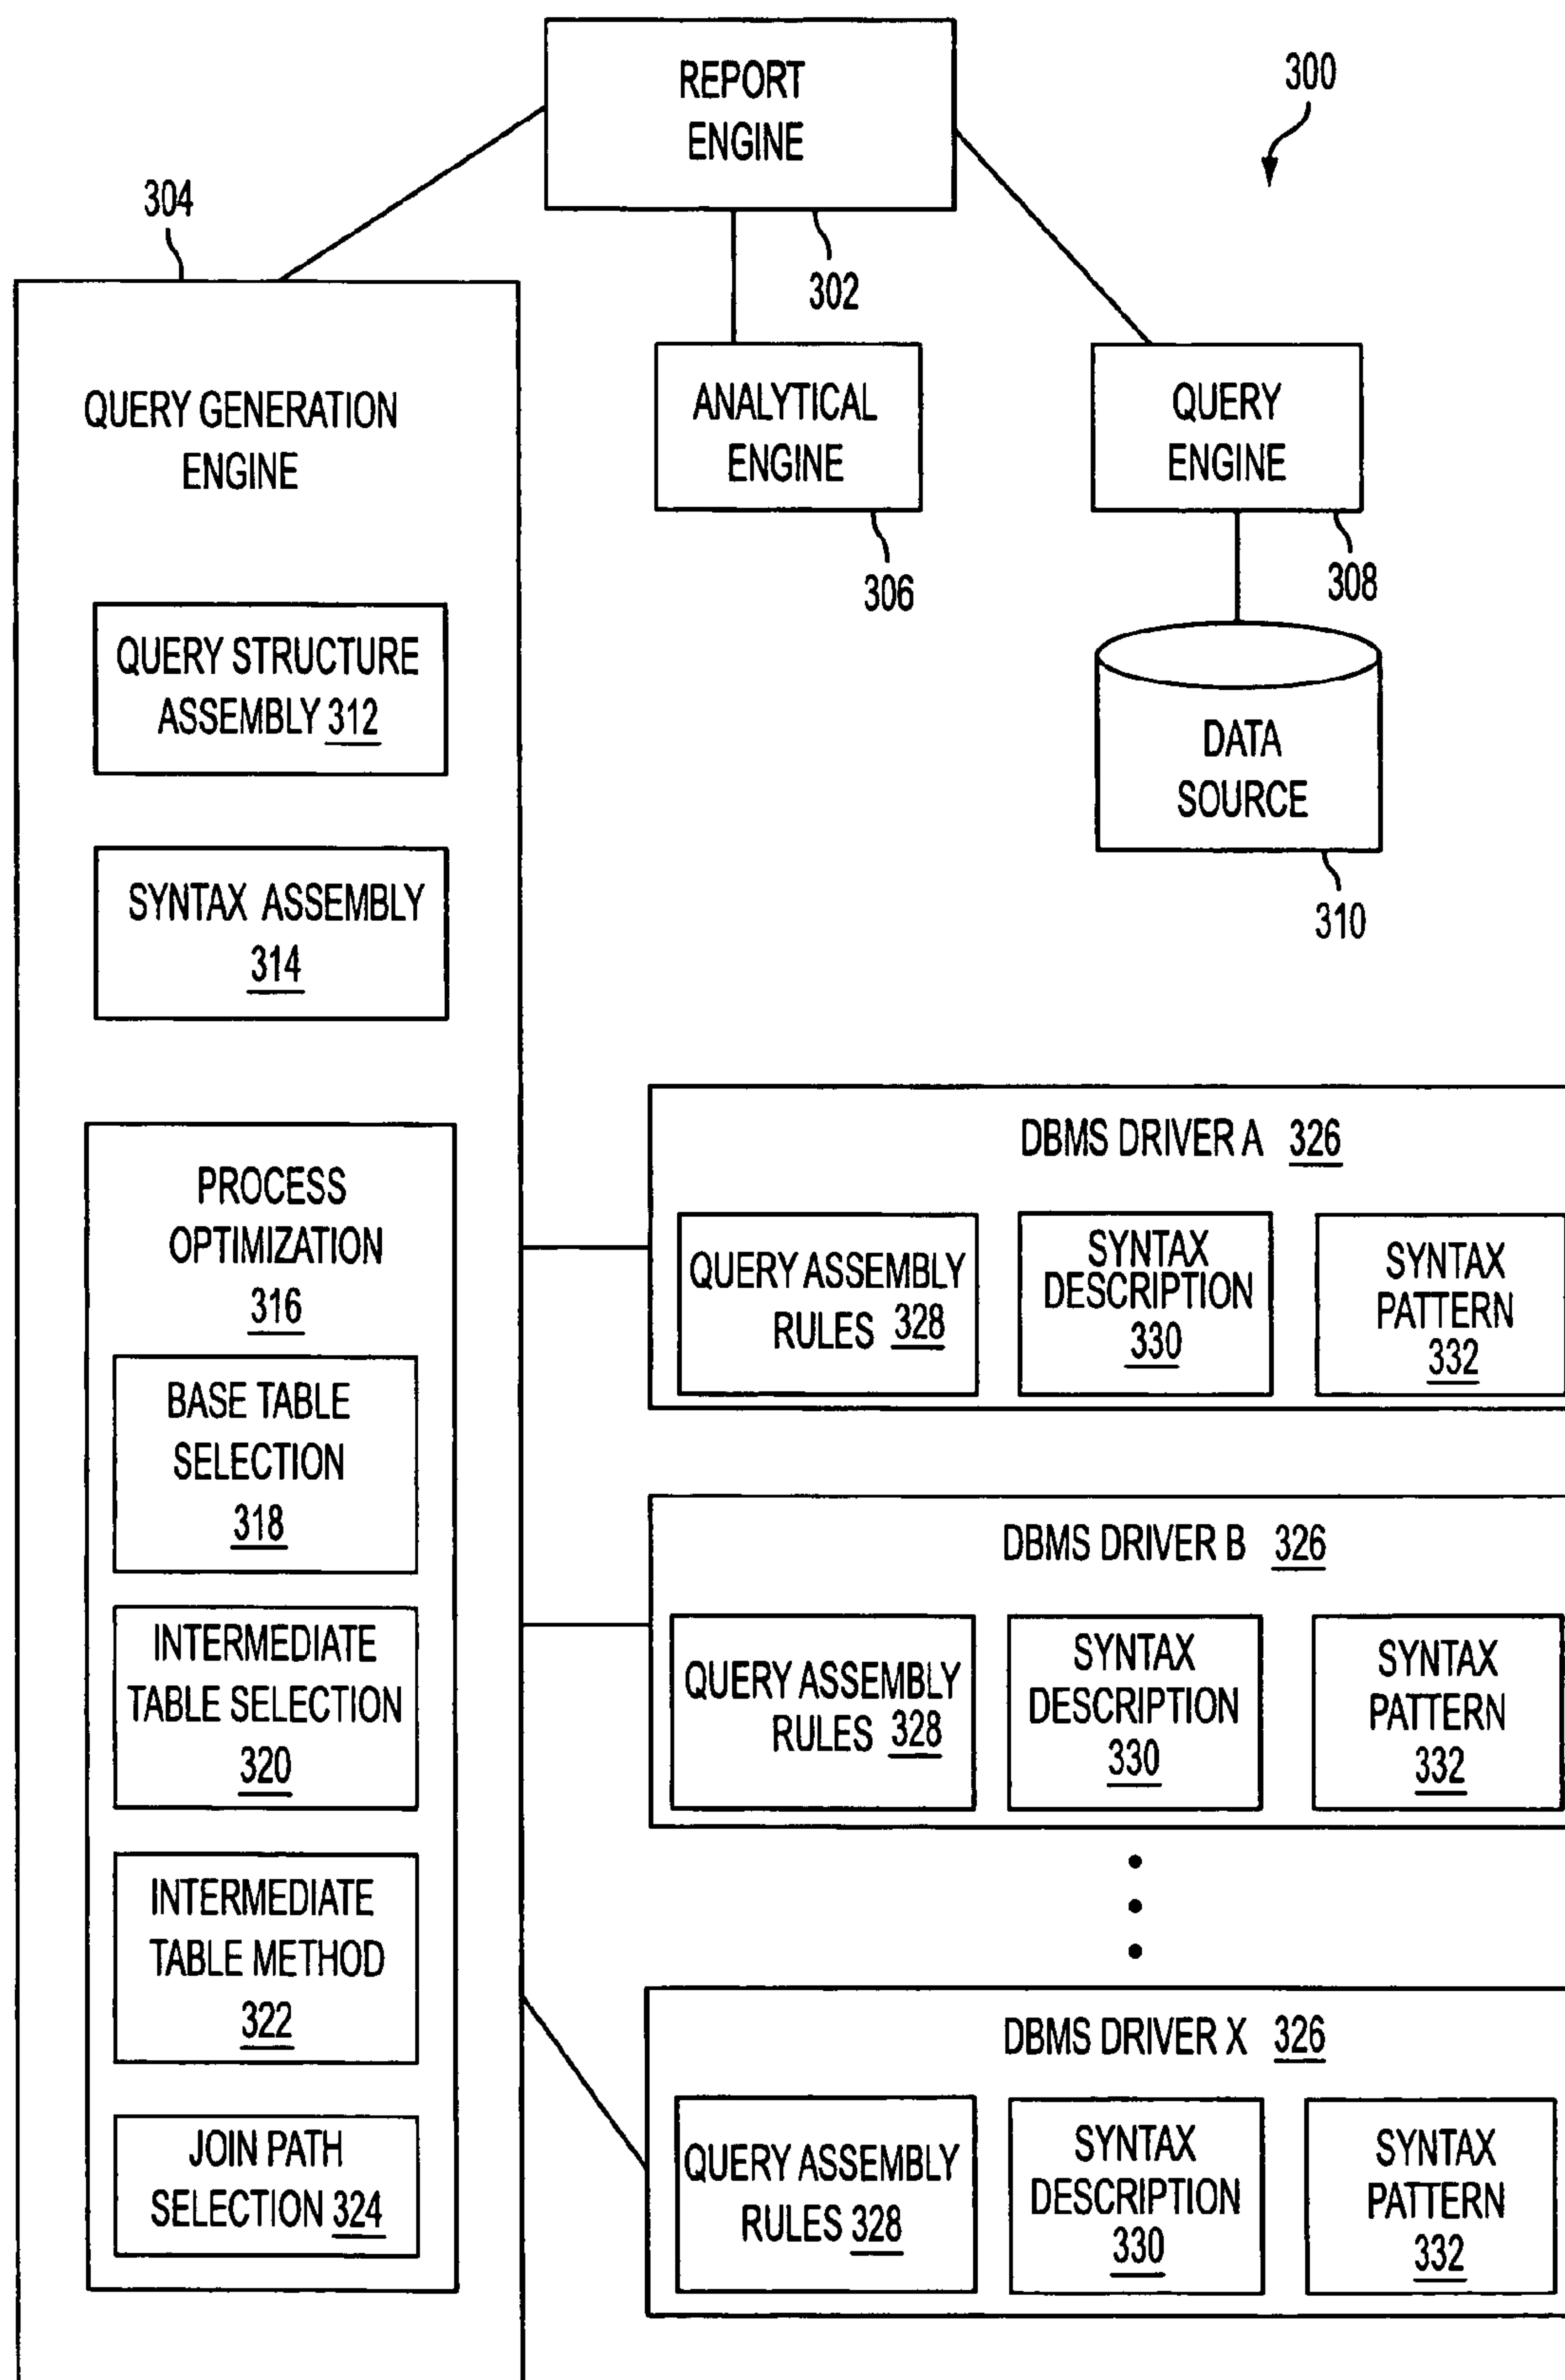 REPORT
ENGINE
300
302
304
QUERY GENERATION
ENGINE
ANALYTICAL
ENGINE
306
QUERY
ENGINE
308
DATA
SOURCE
310
QUERY STRUCTURE
ASSEMBLY 312
SYNTAX ASSEMBLY
314
PROCESS
OPTIMIZATION
316
BASE TABLE
SELECTION
318
INTERMEDIATE
TABLE SELECTION
320
INTERMEDIATE
TABLE METHOD
322
JOIN PATH
SELECTION 324
DBMS DRIVER A 326
QUERY ASSEMBLY
RULES 328
SYNTAX
DESCRIPTION
330
SYNTAX
PATTERN
332
DBMS DRIVER B 326
QUERY ASSEMBLY
RULES 328
SYNTAX
DESCRIPTION
330
SYNTAX
PATTERN
332
DBMS DRIVER X 326
QUERY ASSEMBLY
RULES 328
SYNTAX
DESCRIPTION
330
SYNTAX
PATTERN
332